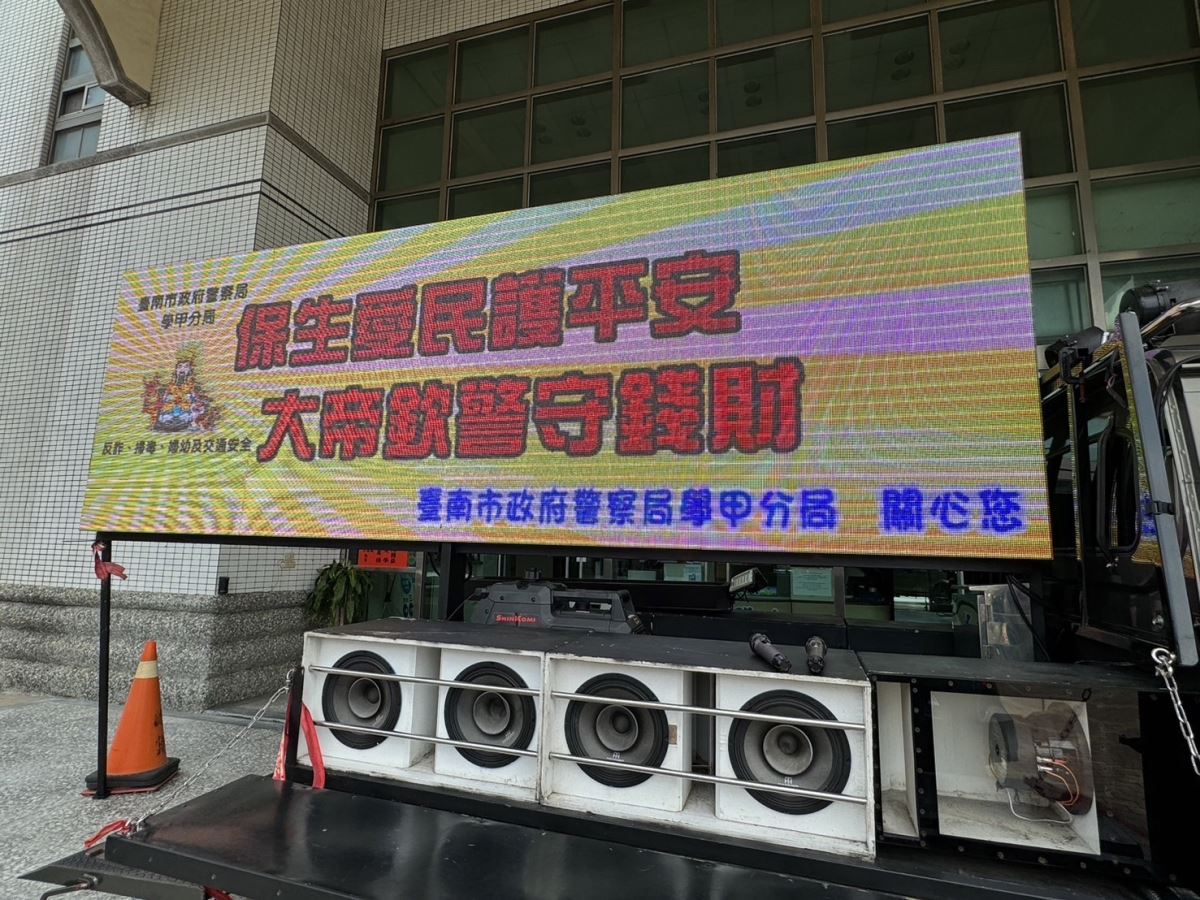 臺南市政府警察局
學甲分局
保生愛民護平安
大帝欽警守錢財
反詐、掃毒、婦幼及交通安全
臺南市政府警察局學甲分局 關心您
SHINKOMI